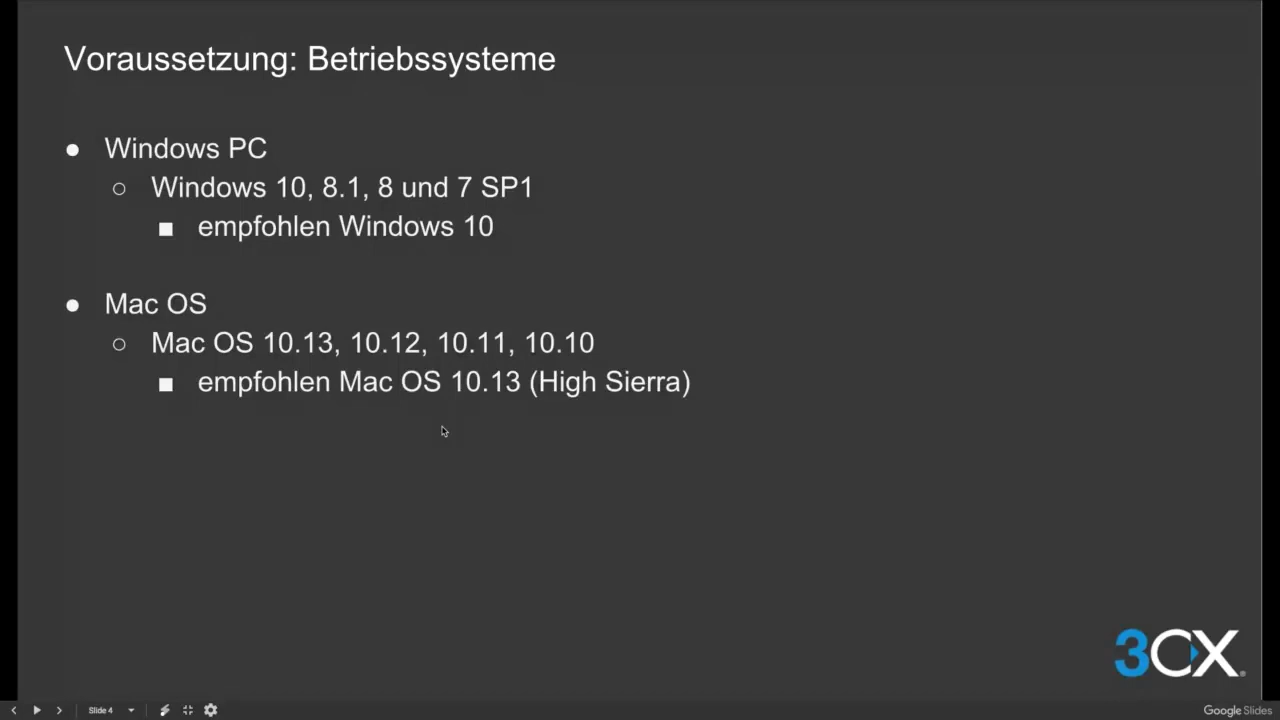 Voraussetzung: Betriebssysteme
● Windows PC
○ Windows 10, 8.1, 8 und 7 SP1
■ empfohlen Windows 10
● Mac OS
○ Mac OS 10.13, 10.12, 10.11, 10.10
■ empfohlen Mac OS 10.13 (High Sierra)
3CX®
Slide 4
Google Slides